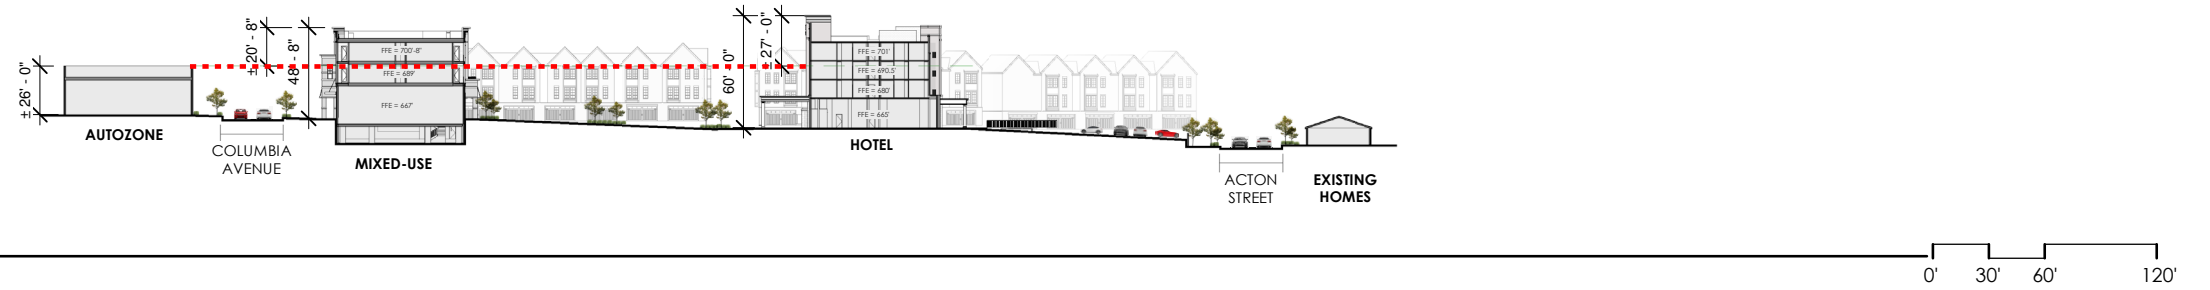 ± 26' - 0"
AUTOZONE
COLUMBIA
AVENUE
± 20' - 8"
48' - 8"
FFE = 700'-8"
FFE = 689'
FFE = 667'
MIXED-USE
60' - 0"
± 27' - 0"
FFE = 701'
FFE = 690.5'
FFE = 680'
FFE = 665'
HOTEL
ACTON
STREET
EXISTING
HOMES
0' 30' 60' 120'